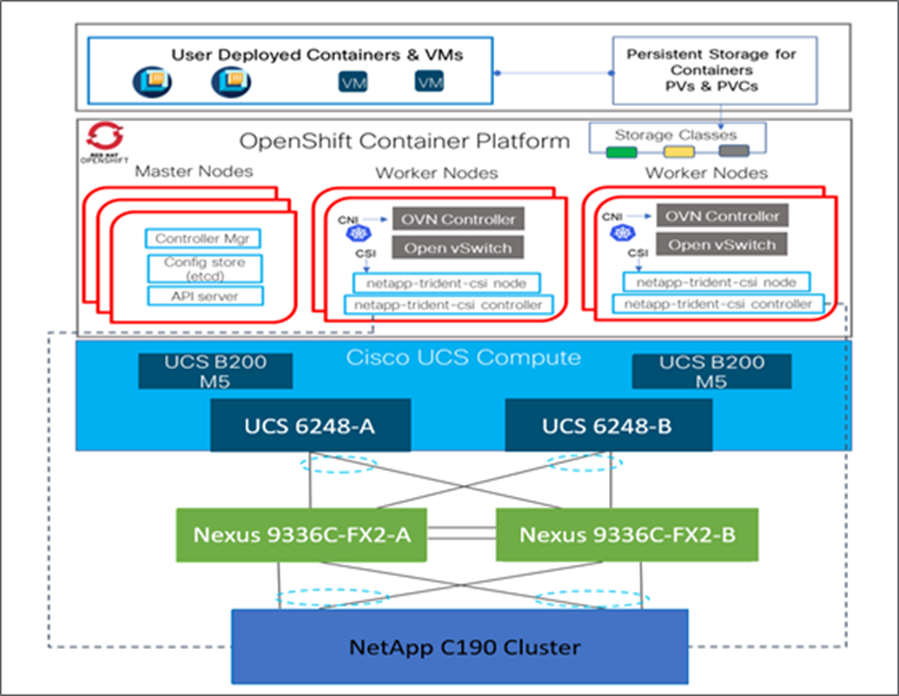 User Deployed Containers & VMs
VM
VM
Persistent Storage for
Containers
PVs & PVCs
RED HAT
OPENSHIFT
OpenShift Container Platform
Storage Classes
Master Nodes
Worker Nodes
Worker Nodes
Controller Mgr
Config store
(etcd)
API server
CNI
OVN Controller
Open vSwitch
CSI
netapp-trident-csi node
netapp-trident-csi controller
CNI
OVN Controller
Open vSwitch
CSI
netapp-trident-csi node
netapp-trident-csi controller
Cisco UCS Compute
UCS B200
M5
UCS B200
M5
UCS 6248-A
UCS 6248-B
Nexus 9336C-FX2-A
Nexus 9336C-FX2-B
NetApp C190 Cluster